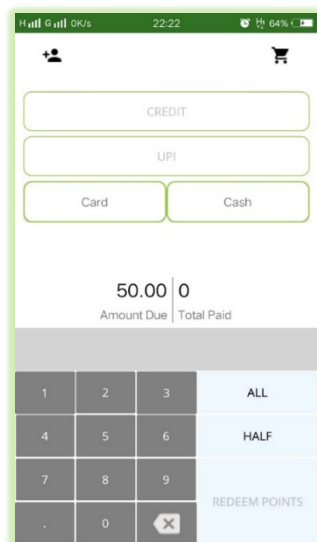 H G 0K/s 22:22 64%
CREDIT
UPI
Card Cash
50.00 0
Amount Due Total Paid
1 2 3 ALL
4 5 6 HALF
7 8 9
REDEEM POINTS
. 0